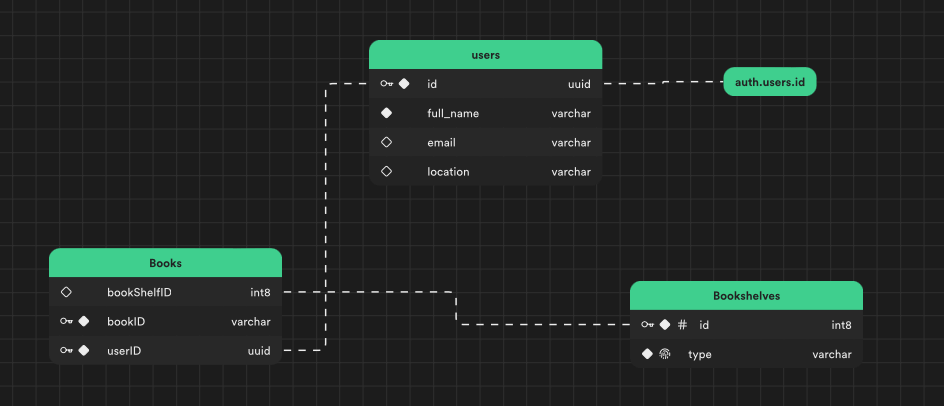 users
id uuid
auth.users.id
full_name varchar
email varchar
location varchar
Books
bookShelfID int8
bookID varchar
userID uuid
Bookshelves
# id int8
type varchar